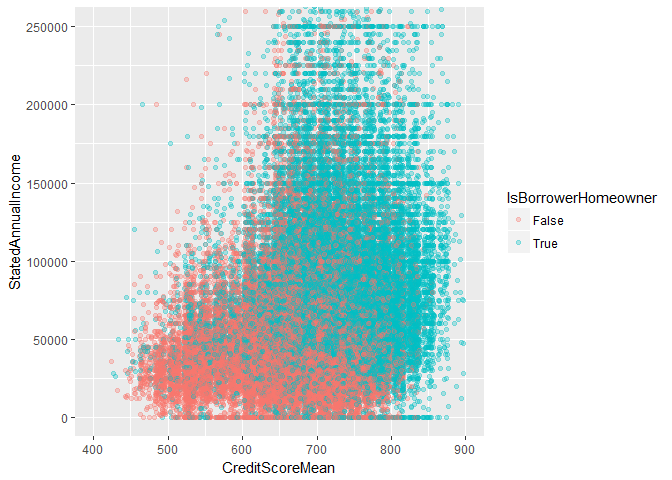 250000
200000
150000
100000
50000
0
StatedAnnualIncome
400 500 600 700 800 900
CreditScoreMean
IsBorrowerHomeowner
False
True